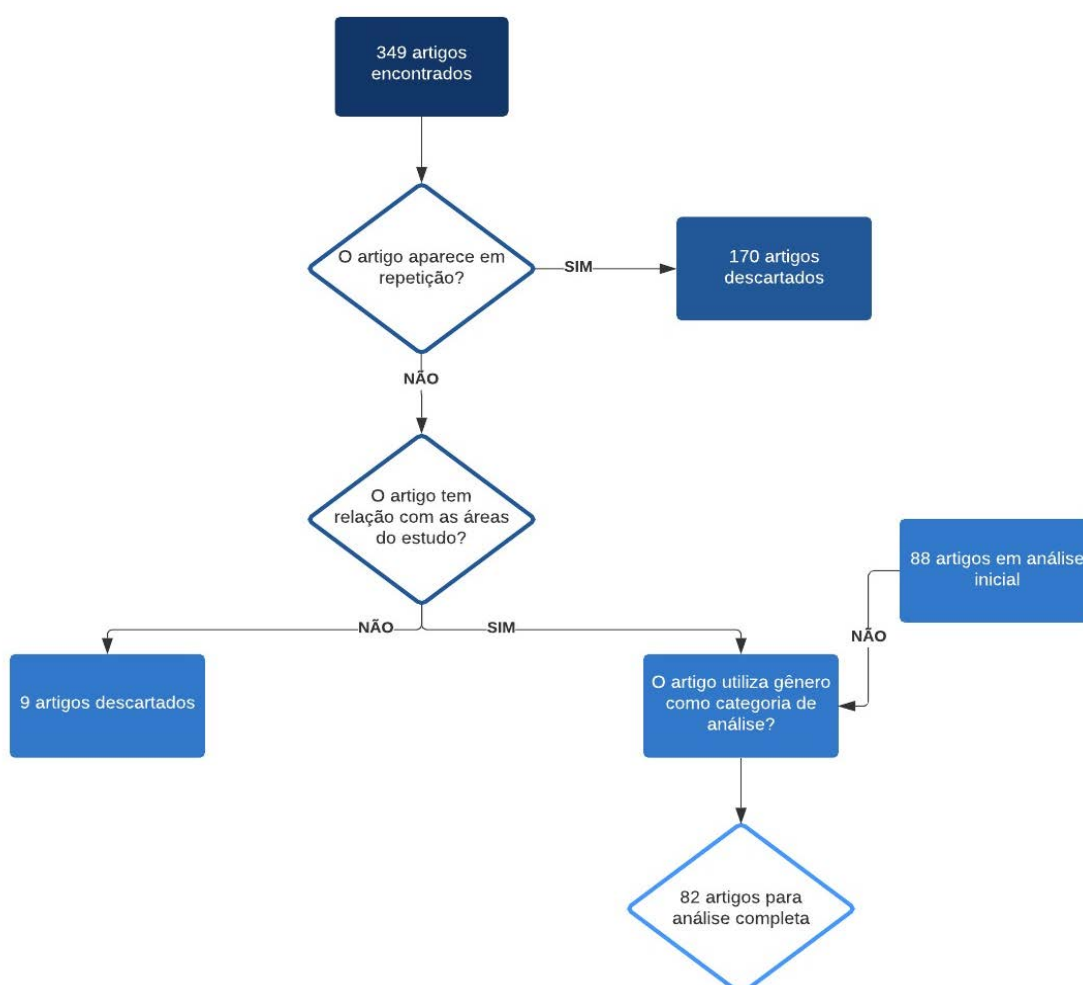 349 artigos
encontrados
O artigo aparece em
repetição?
SIM
170 artigos
descartados
NÃO
O artigo tem
relação com as áreas
do estudo?
NÃO
SIM
9 artigos descartados
88 artigos em análise
inicial
NÃO
O artigo utiliza gênero
como categoria de
análise?
82 artigos para
análise completa